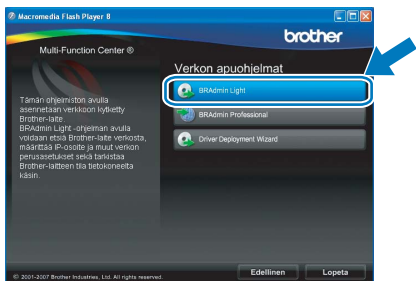 Macromedia Flash Player 8
brother
Multi-Function Center ®
Verkon apuohjelmat
BRAdmin Light
BRAdmin Professional
Driver Deployment Wizard
Tämän ohjelmiston avulla
asennetaan verkkoon kytketty
Brother-laite.
BRAdmin Light -ohjelman avulla
voidaan etsiä Brother-laite verkosta,
määrittää IP-osoite ja muut verkon
perusasetukset sekä tarkistaa
Brother-laitteen tila tietokoneelta
käsin.
© 2001-2007 Brother Industries, Ltd. All rights reserved.
Edellinen
Lopeta